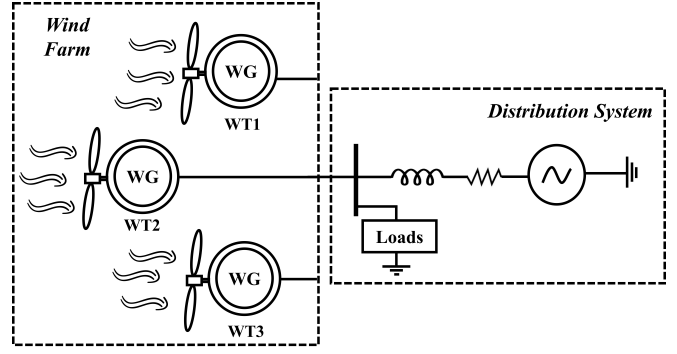 Wind
Farm
WG
WT1
Distribution System
WG
WT2
Loads
WG
WT3